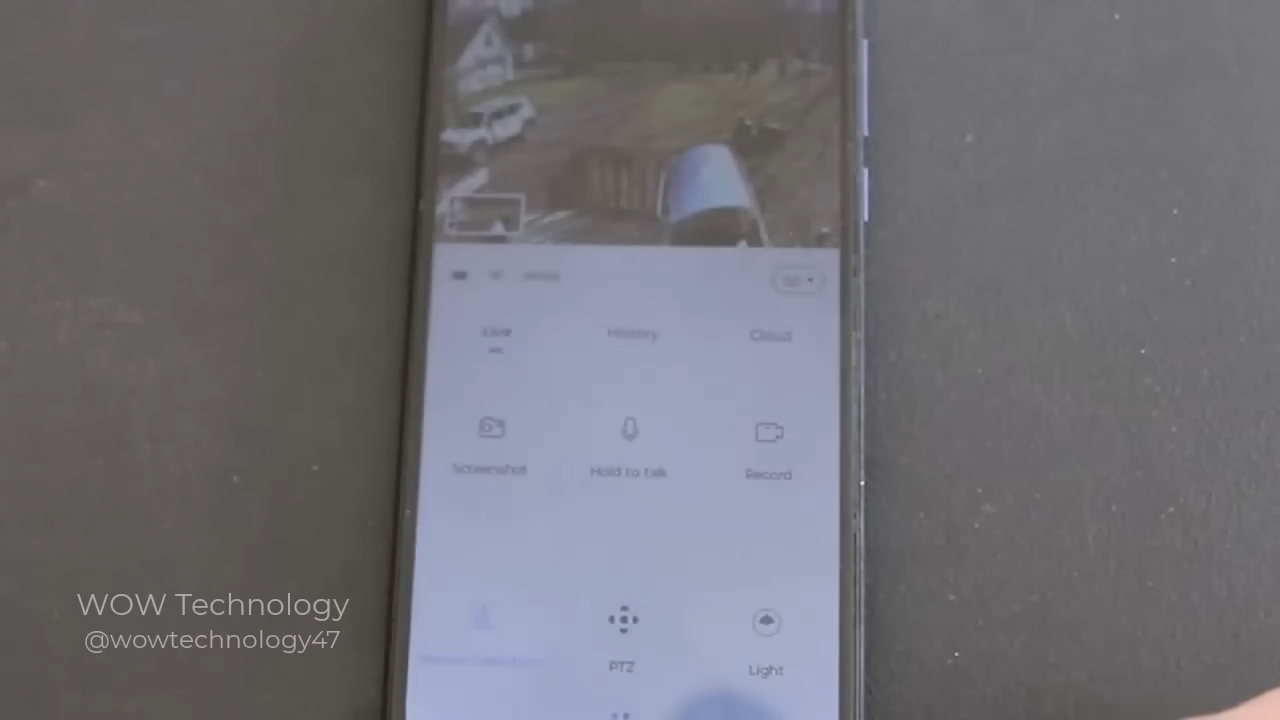 Live
History
Cloud
Screenshot
Hold to talk
Record
PTZ
Light
WOW Technology
@wowtechnology47